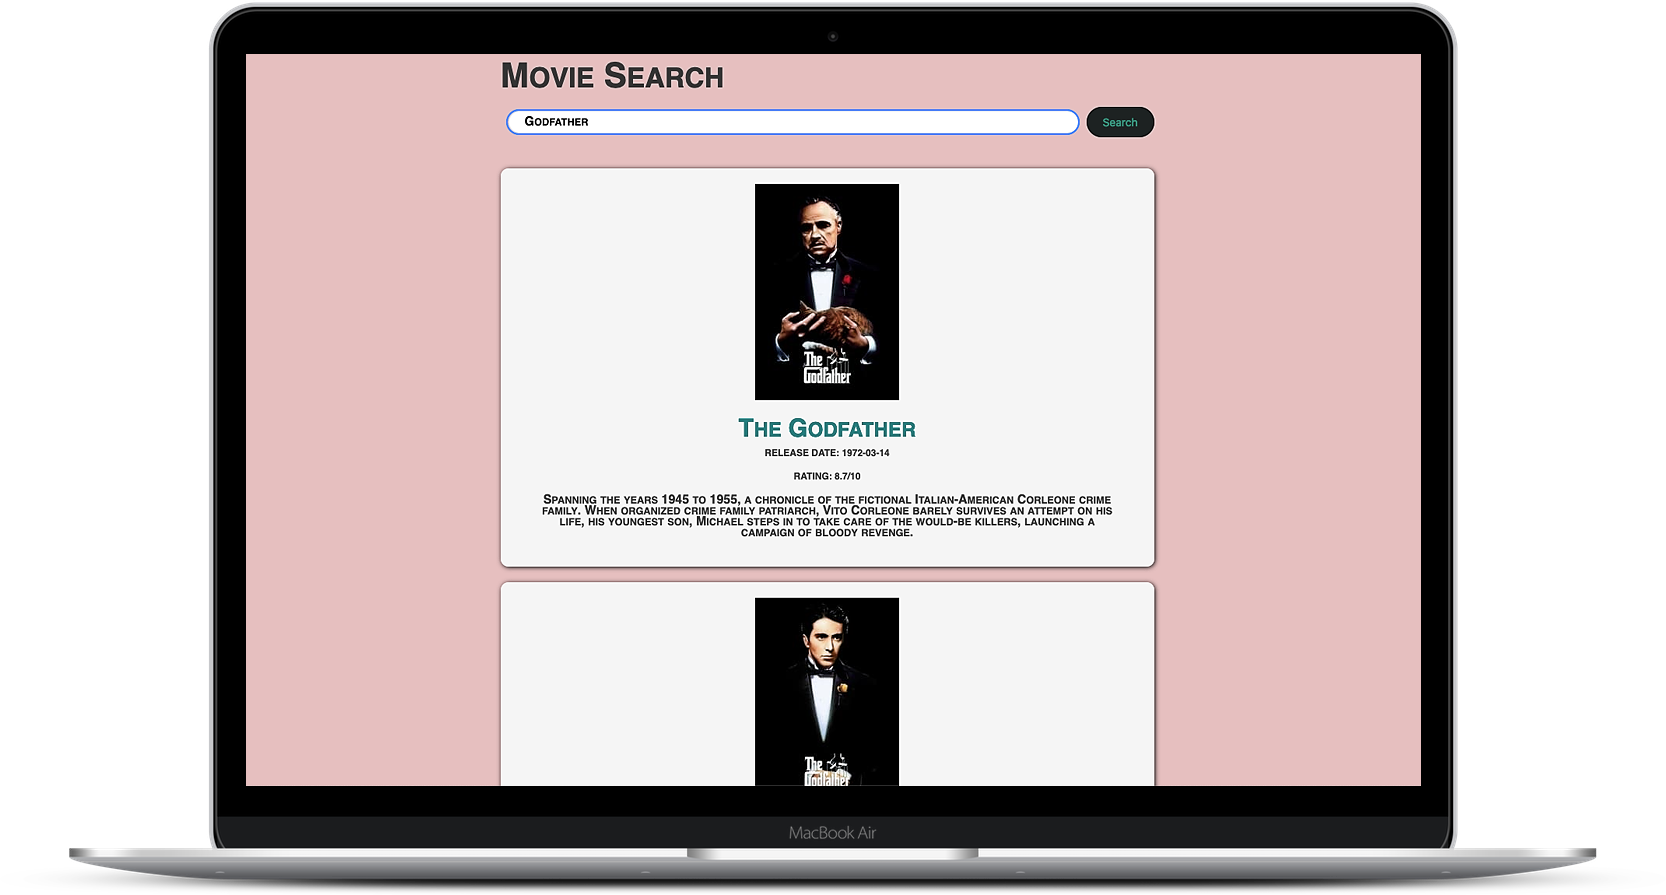 Movie Search
Godfather
Search
The
Godfather
The Godfather
Release Date: 1972-03-14
Rating: 8.7/10
Spanning the years 1945 to 1955, a chronicle of the fictional Italian-American Corleone crime
family. When organized crime family patriarch, Vito Corleone barely survives an attempt on his
life, his youngest son, Michael steps in to take care of the would-be killers, launching a
campaign of bloody revenge.
The
Godfather
MacBook Air